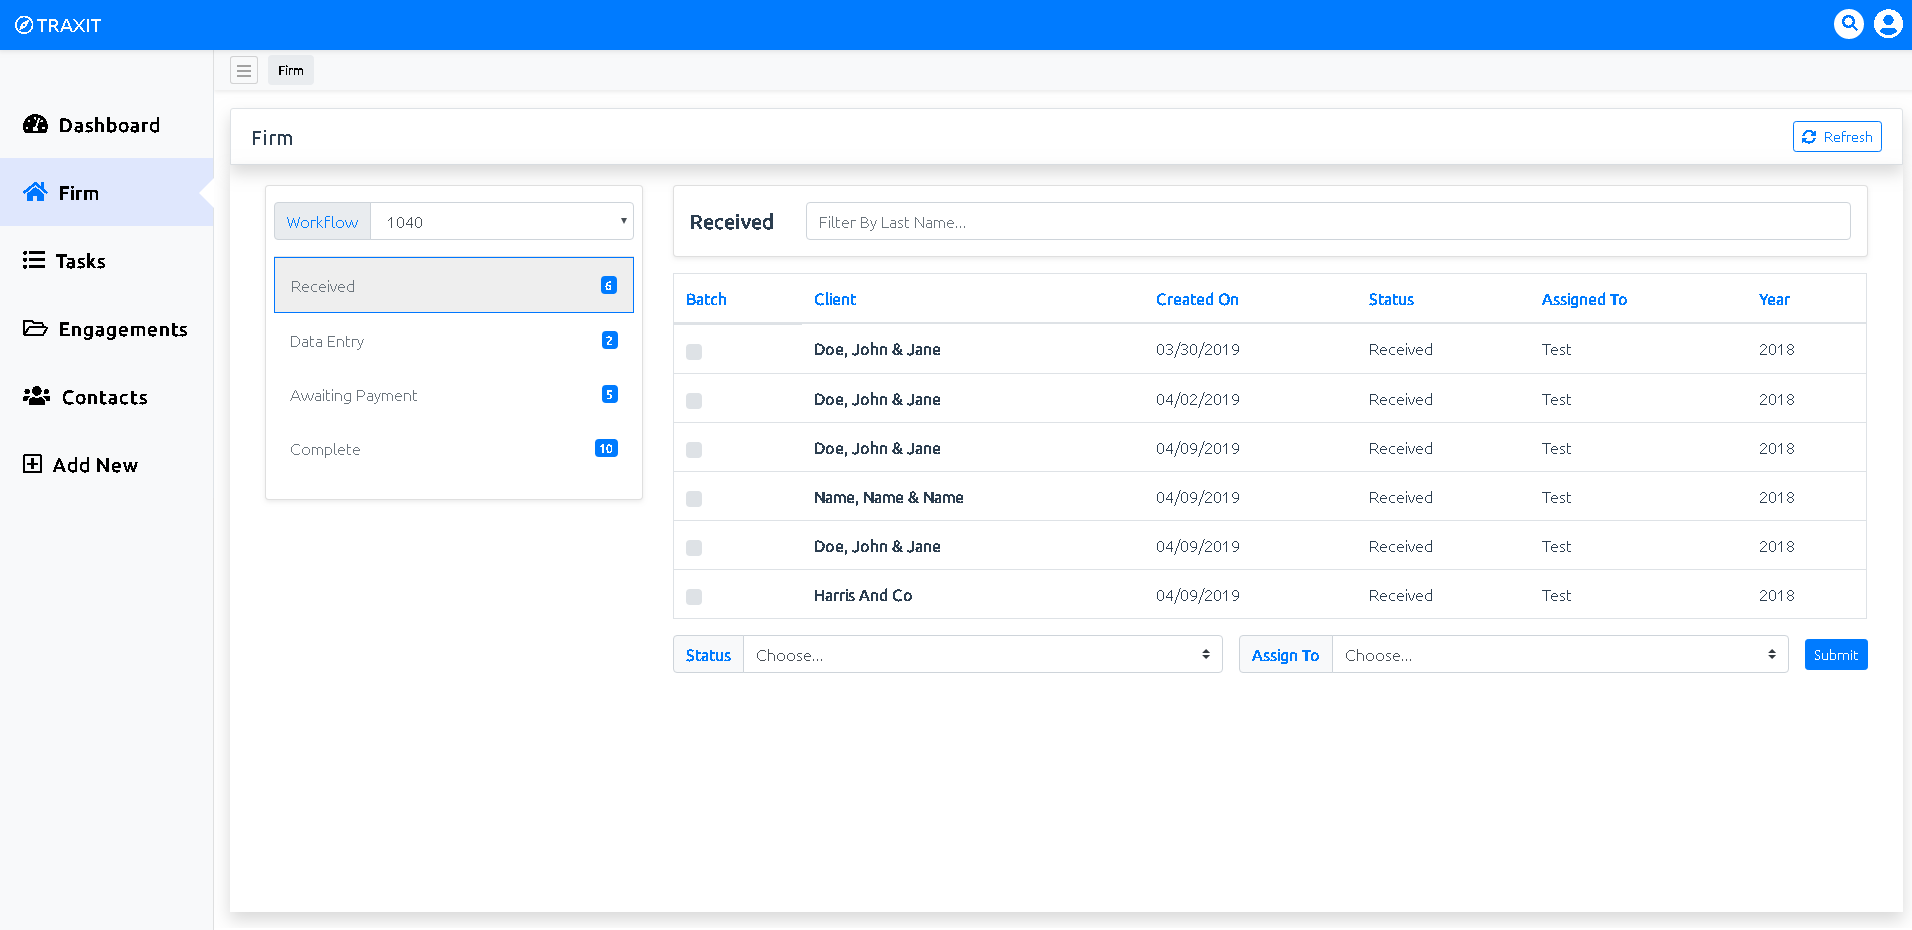 TRAXIT
Firm
Dashboard
Firm
Tasks
Engagements
Contacts
Add New
Firm
Refresh
Workflow 1040
Received 6
Data Entry 2
Awaiting Payment 5
Complete 10
Received Filter By Last Name...
Batch Client Created On Status Assigned To Year
Doe, John & Jane 03/30/2019 Received Test 2018
Doe, John & Jane 04/02/2019 Received Test 2018
Doe, John & Jane 04/09/2019 Received Test 2018
Name, Name & Name 04/09/2019 Received Test 2018
Doe, John & Jane 04/09/2019 Received Test 2018
Harris And Co 04/09/2019 Received Test 2018
Status Choose... Assign To Choose... Submit